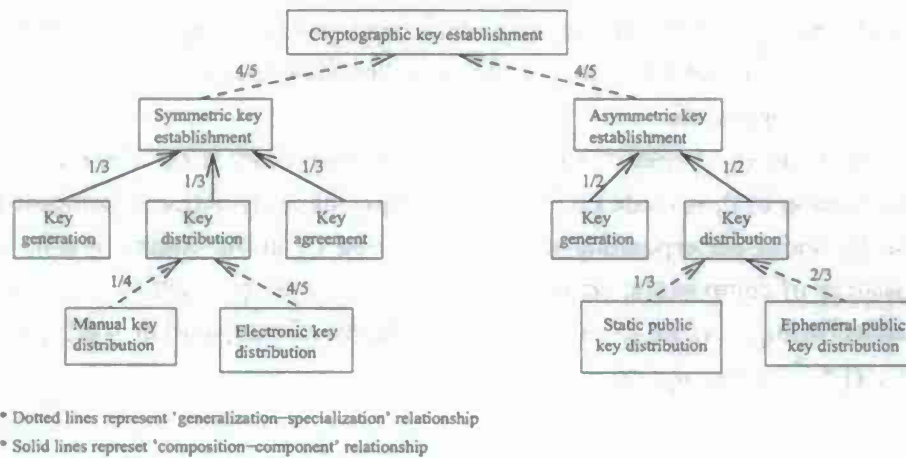 Cryptographic key establishment
4/5
4/5
Symmetric key
establishment
Asymmetric key
establishment
1/3
1/3
1/3
1/2
1/2
Key
generation
Key
distribution
Key
agreement
Key
generation
Key
distribution
1/4
4/5
1/3
2/3
Manual key
distribution
Electronic key
distribution
Static public
key distribution
Ephemeral public
key distribution
* Dotted lines represent 'generalization—specialization' relationship
* Solid lines represet 'composition—component' relationship